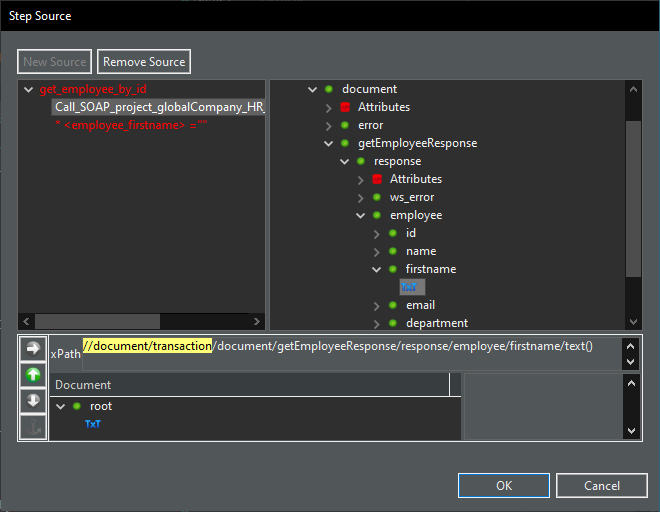 Step Source
New Source
Remove Source
get_employee_by_id
Call_SOAP_project_globalCompany_HR_
" <employee_firstname> =""
document
Attributes
error
getEmployeeResponse
response
Attributes
ws_error
employee
id
name
firstname
TxT
email
department
xPath
//document/transaction/document/getEmployeeResponse/response/employee/firstname/text()
Document
root
TxT
OK
Cancel